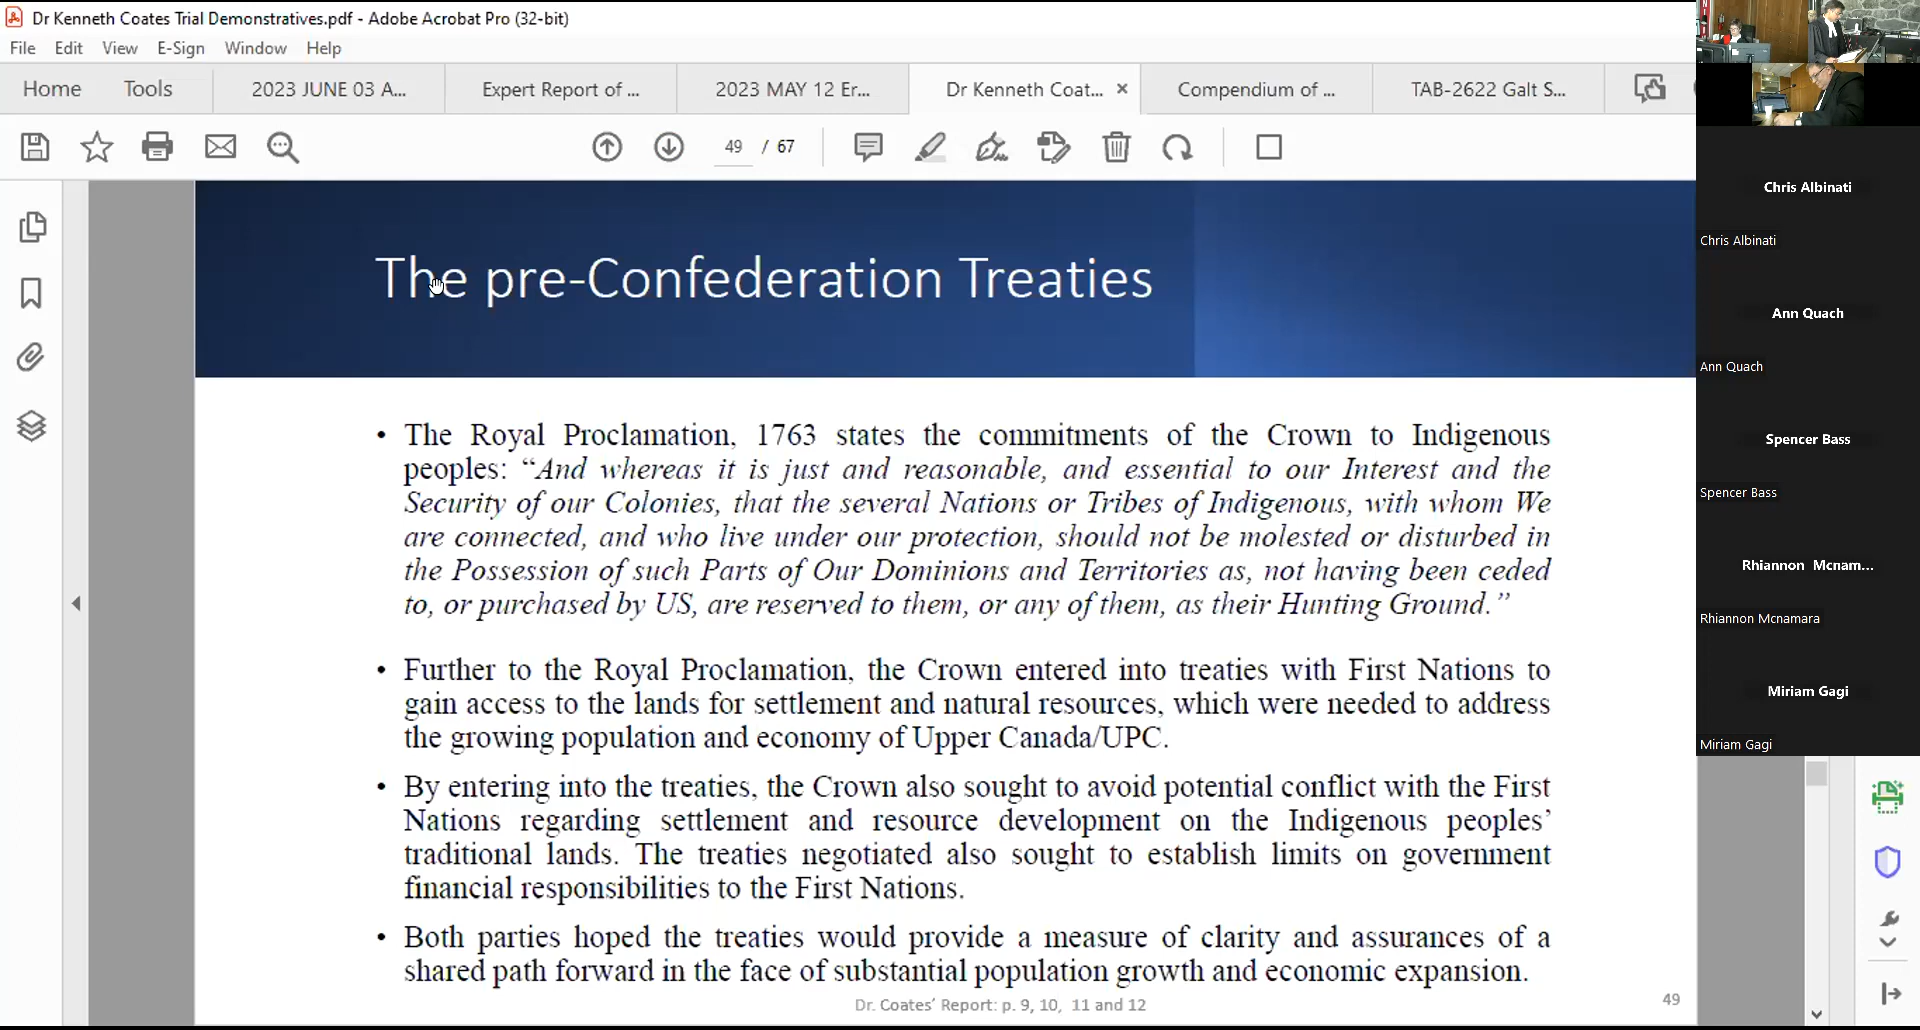 Dr Kenneth Coates Trial Demonstratives.pdf - Adobe Acrobat Pro (32-bit)
File Edit View E-Sign Window Help
Home Tools 2023 JUNE 03 A... Expert Report of ... 2023 MAY 12 Er... Dr Kenneth Coat... × Compendium of ... TAB-2622 Galt S...
49 / 67
The pre-Confederation Treaties
• The Royal Proclamation, 1763 states the commitments of the Crown to Indigenous
peoples: “And whereas it is just and reasonable, and essential to our Interest and the
Security of our Colonies, that the several Nations or Tribes of Indigenous, with whom We
are connected, and who live under our protection, should not be molested or disturbed in
the Possession of such Parts of Our Dominions and Territories as, not having been ceded
to, or purchased by US, are reserved to them, or any of them, as their Hunting Ground.”
• Further to the Royal Proclamation, the Crown entered into treaties with First Nations to
gain access to the lands for settlement and natural resources, which were needed to address
the growing population and economy of Upper Canada/UPC.
• By entering into the treaties, the Crown also sought to avoid potential conflict with the First
Nations regarding settlement and resource development on the Indigenous peoples’
traditional lands. The treaties negotiated also sought to establish limits on government
financial responsibilities to the First Nations.
• Both parties hoped the treaties would provide a measure of clarity and assurances of a
shared path forward in the face of substantial population growth and economic expansion.
Dr. Coates’ Report: p. 9, 10, 11 and 12
49
Chris Albinati
Chris Albinati
Ann Quach
Ann Quach
Spencer Bass
Spencer Bass
Rhiannon Mcnam...
Rhiannon Mcnamara
Miriam Gagi
Miriam Gagi